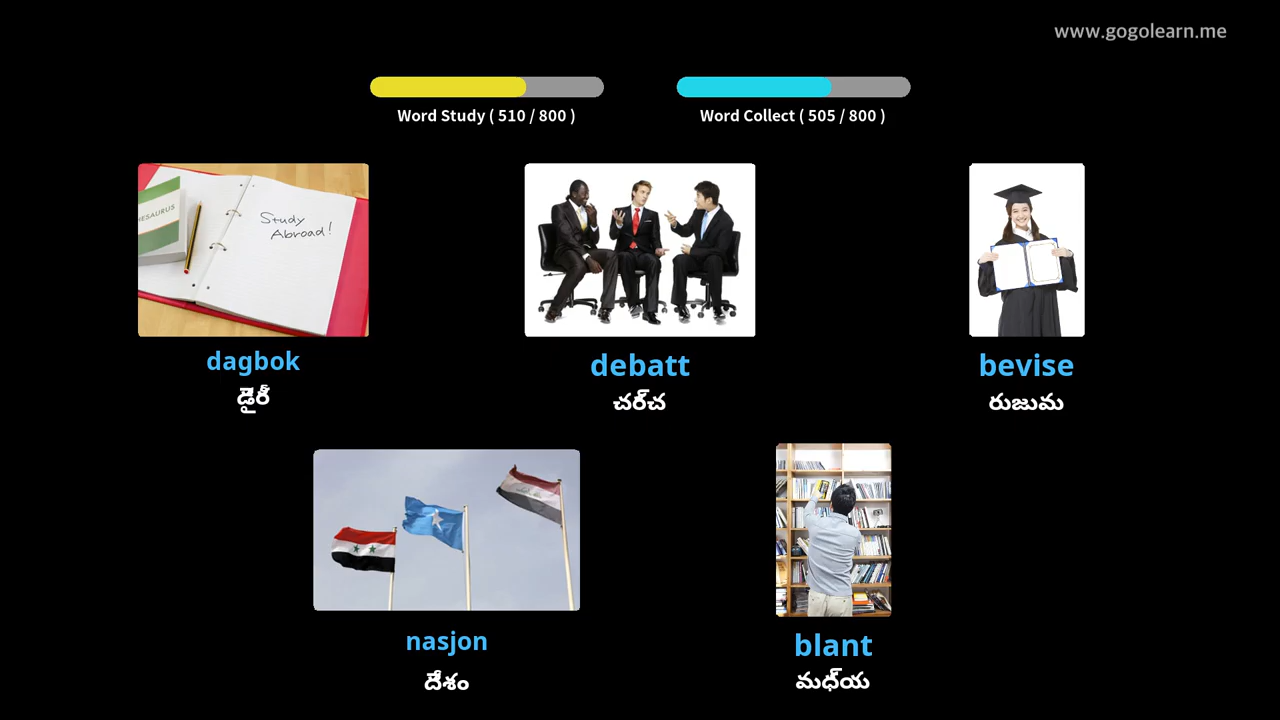 www.gogolearn.me
Word Study ( 510 / 800 )
Word Collect ( 505 / 800 )
HESAURUS
Study
Abroad!
dagbok
డైరీ
debatt
చర్చ
bevise
రుజుమ
nasjon
దేశం
blant
మధ్య